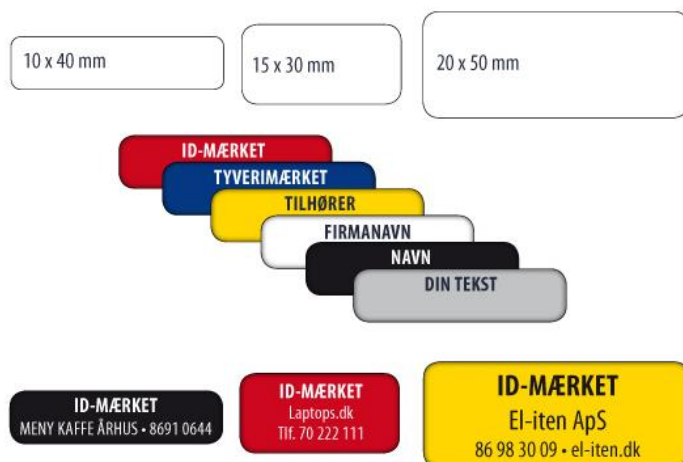 10 x 40 mm
15 x 30 mm
20 x 50 mm
ID-MÆRKET
TYVERIMÆRKET
TILHØRER
FIRMANAVN
NAVN
DIN TEKST
ID-MÆRKET
MENY KAFFE ÅRHUS • 8691 0644
ID-MÆRKET
Laptops.dk
Tlf. 70 222 111
ID-MÆRKET
El-iten ApS
86 98 30 09 • el-iten.dk